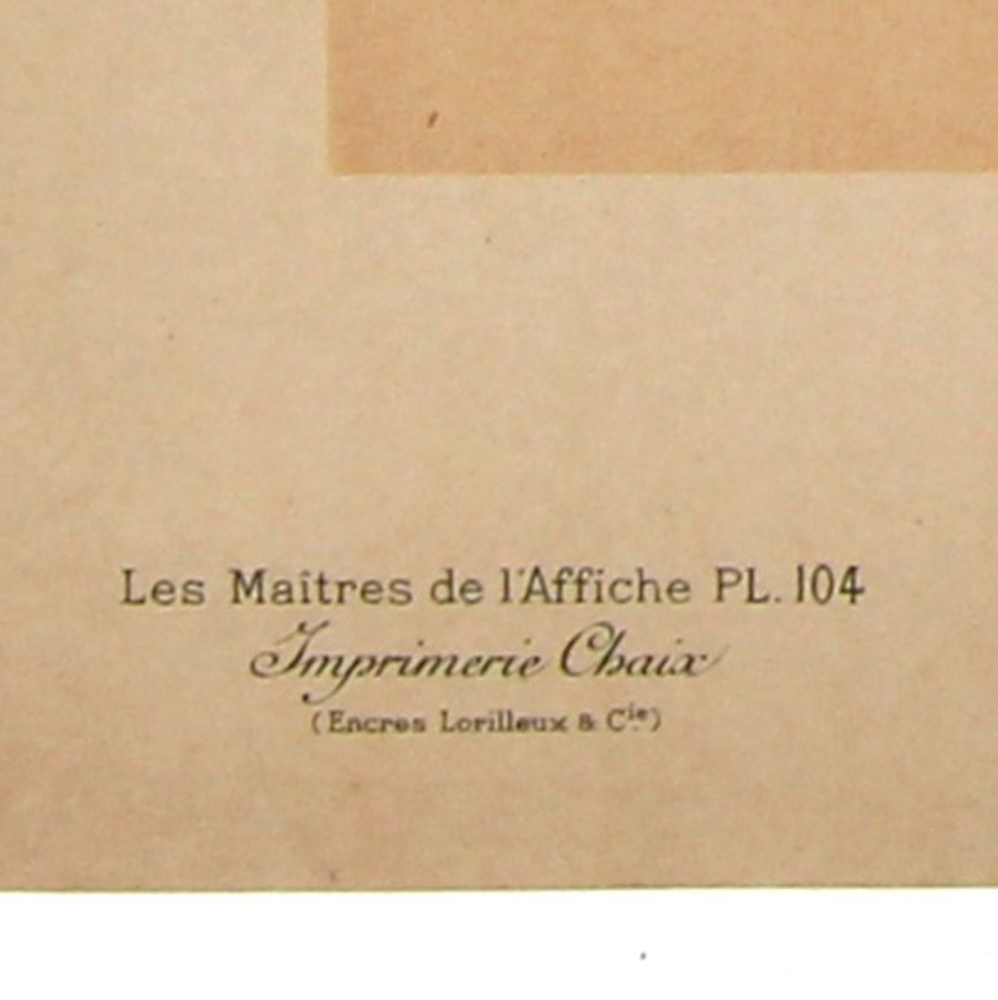 Les Maîtres de l'Affiche PL. 104
Imprimerie Chaix
(Encres Lorilleux & Cie)